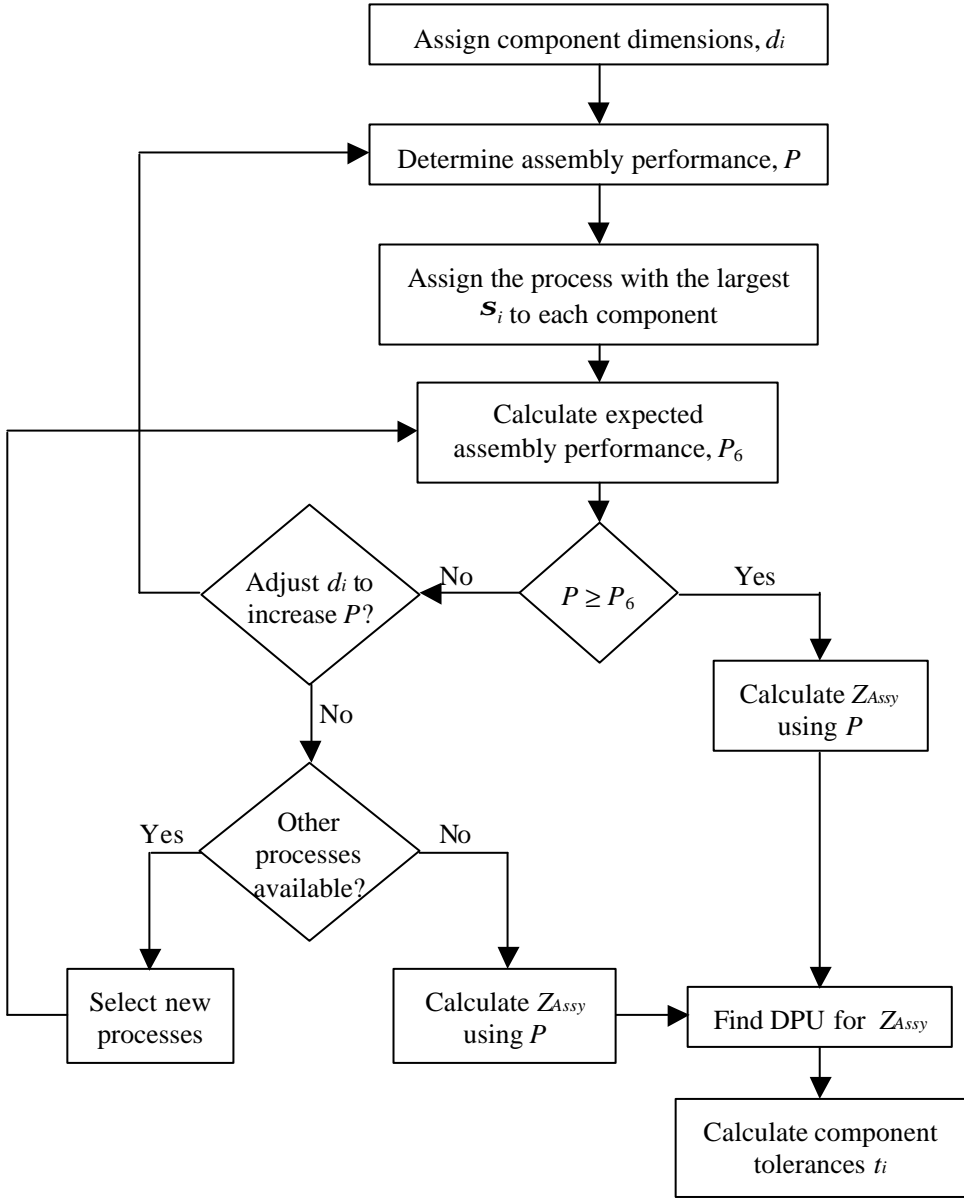 Assign component dimensions, di
Determine assembly performance, P
Assign the process with the largest
si to each component
Calculate expected
assembly performance, P6
Adjust di to
increase P?
No
P ≥ P6
Yes
Calculate ZAssy
using P
No
Other
processes
available?
Yes
No
Select new
processes
Calculate ZAssy
using P
Find DPU for ZAssy
Calculate component
tolerances ti